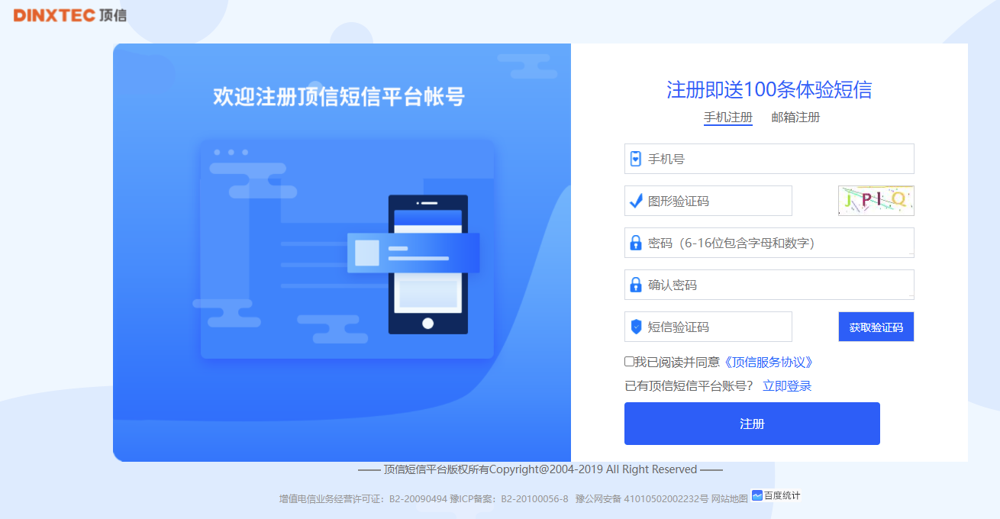 DINXTEC 顶信
欢迎注册顶信短信平台帐号
注册即送100条体验短信
手机注册 邮箱注册
手机号
图形验证码 JPIQ
密码（6-16位包含字母和数字）
确认密码
短信验证码 获取验证码
我已阅读并同意《顶信服务协议》
已有顶信短信平台账号？ 立即登录
注册
—— 顶信短信平台版权所有Copyright@2004-2019 All Right Reserved ——
增值电信业务经营许可证：B2-20090494 豫ICP备案：B2-20100056-8 豫公网安备 41010502002232号 网站地图 百度统计